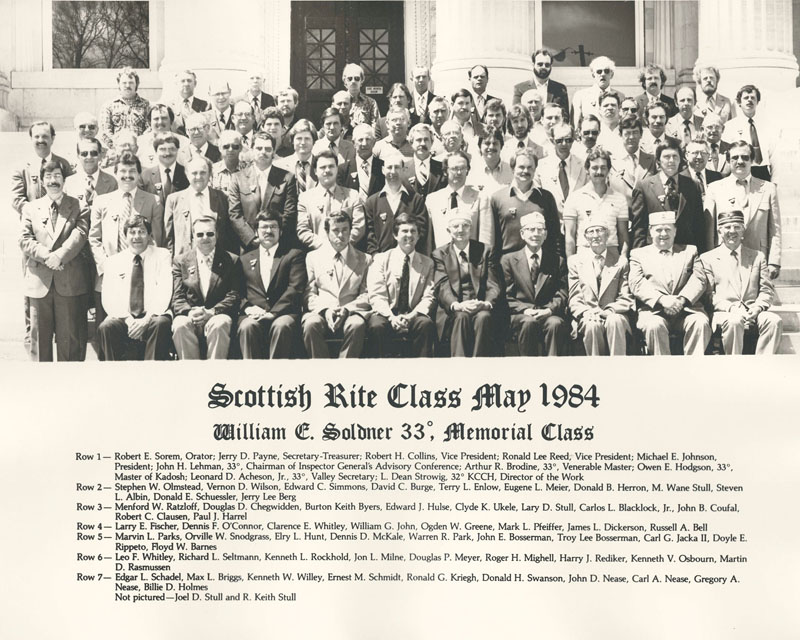 Scottish Rite Class May 1984
William E. Soldner 33°, Memorial Class
Row 1— Robert E. Sorem, Orator; Jerry D. Payne, Secretary-Treasurer; Robert H. Collins, Vice President; Ronald Lee Reed, Vice President; Michael E. Johnson,
President; John H. Lehman, 33°, Chairman of Inspector General's Advisory Conference; Arthur R. Brodine, 33°, Venerable Master; Owen E. Hodgson, 33°,
Master of Kadosh; Leonard D. Acheson, Jr., 33°, Valley Secretary; L. Dean Strowig, 32° KCCH, Director of the Work
Row 2— Stephen W. Olmstead, Vernon D. Wilson, Edward C. Simmons, David C. Burge, Terry L. Enlow, Eugene L. Meier, Donald B. Herron, M. Wane Stull, Steven
L. Albin, Donald E. Schuessler, Jerry Lee Berg
Row 3— Menford W. Ratzloff, Douglas D. Chegwidden, Burton Keith Byers, Edward J. Hulse, Clyde K. Ukele, Lary D. Stull, Carlos L. Blacklock, Jr., John B. Coufal,
Robert C. Clausen, Paul J. Harrel
Row 4— Larry E. Fischer, Dennis F. O'Connor, Clarence E. Whitley, William G. John, Ogden W. Greene, Mark L. Pfeiffer, James L. Dickerson, Russell A. Bell
Row 5— Marvin L. Parks, Orville W. Snodgrass, Elry L. Hunt, Dennis D. McKale, Warren R. Park, John E. Bosserman, Troy Lee Bosserman, Carl G. Jacka II, Doyle E.
Rippeto, Floyd W. Barnes
Row 6— Leo F. Whitley, Richard L. Seltmann, Kenneth L. Rockhold, Jon L. Milne, Douglas P. Meyer, Roger H. Mighell, Harry J. Rediker, Kenneth V. Osbourn, Martin
D. Rasmussen
Row 7— Edgar L. Schadel, Max L. Briggs, Kenneth W. Willey, Ernest M. Schmidt, Ronald G. Kriegh, Donald H. Swanson, John D. Nease, Carl A. Nease, Gregory A.
Nease, Billie D. Holmes
Not pictured—Joel D. Stull and R. Keith Stull